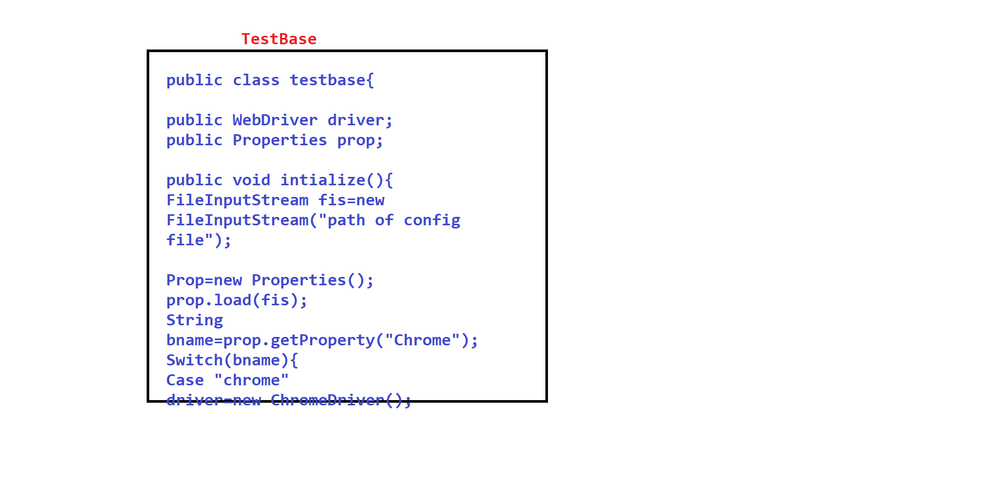 TestBase
public class testbase{
public WebDriver driver;
public Properties prop;
public void intialize(){
FileInputStream fis=new
FileInputStream("path of config
file");
Prop=new Properties();
prop.load(fis);
String
bname=prop.getProperty("Chrome");
Switch(bname){
Case "chrome"
driver=new ChromeDriver();